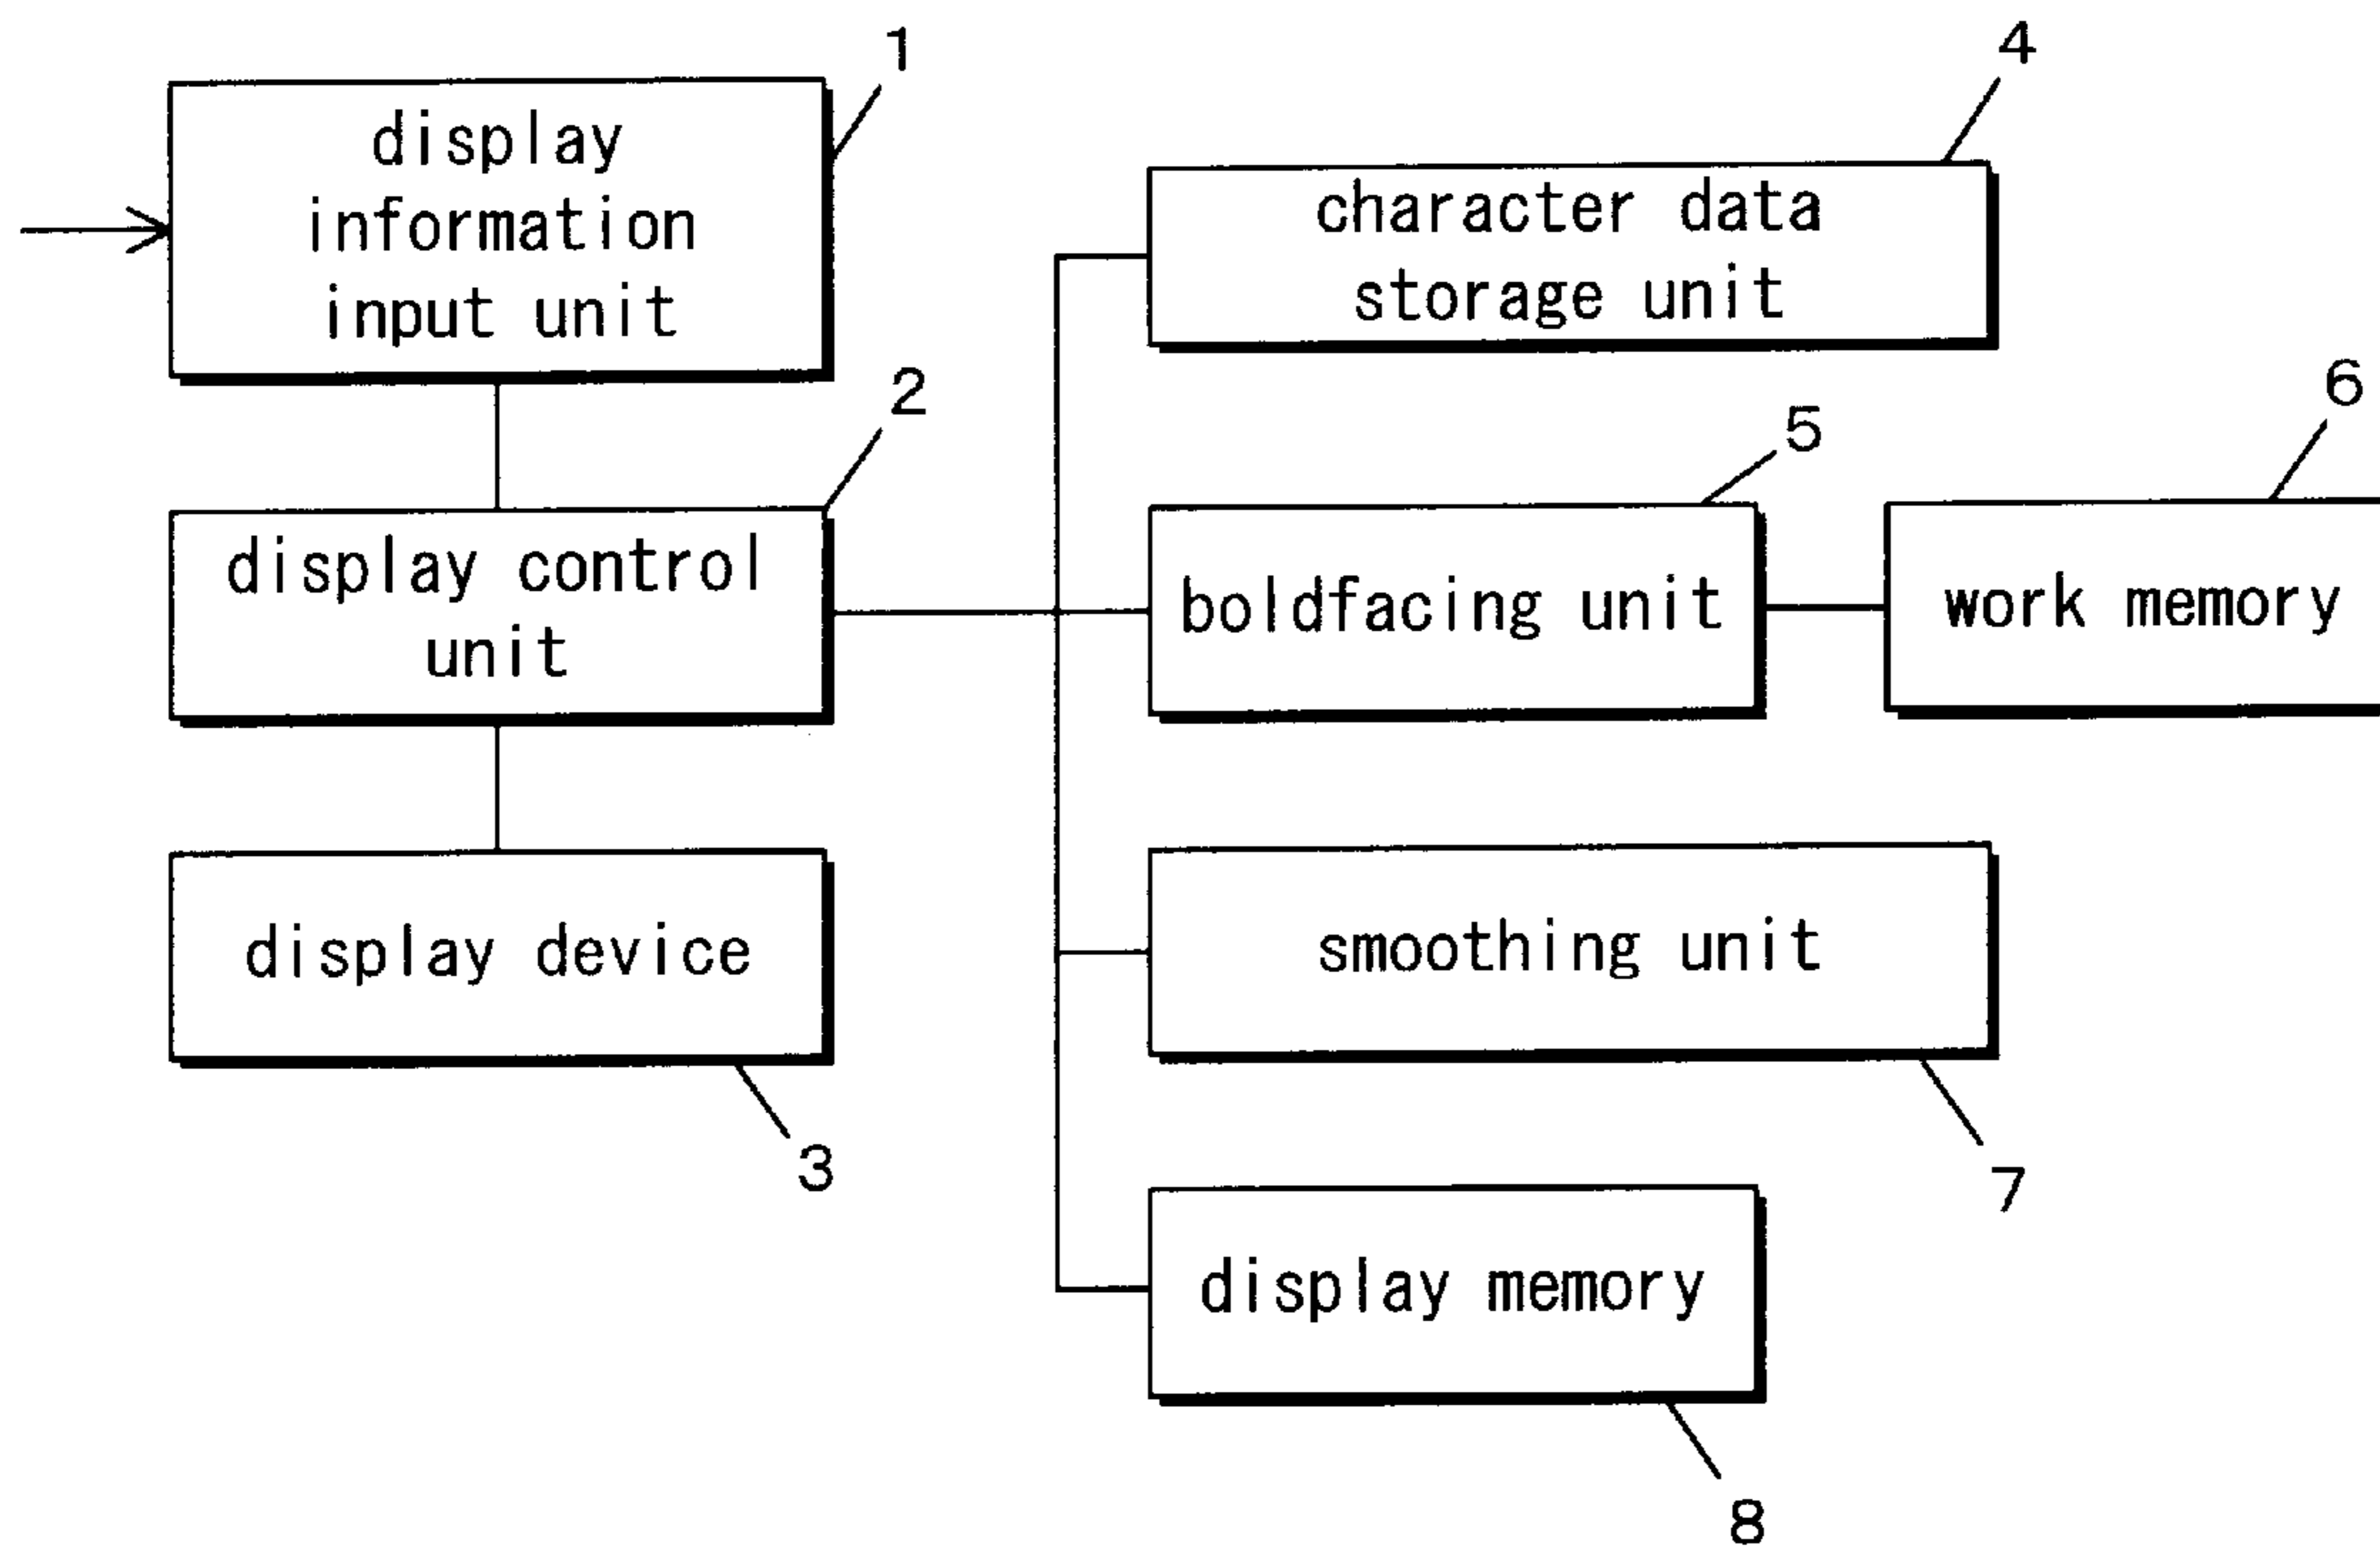 1
display
information
input unit
2
display control
unit
display device
3
4
character data
storage unit
5
boldfacing unit
6
work memory
smoothing unit
7
display memory
8